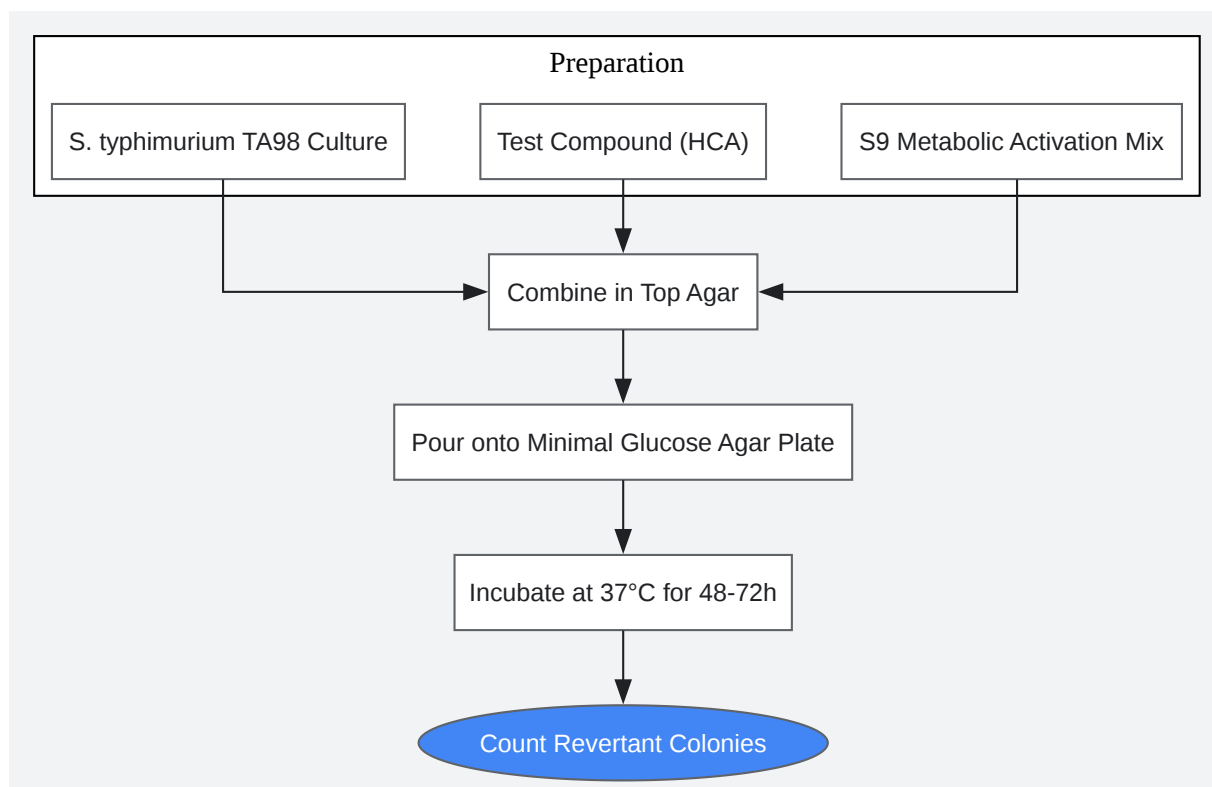 Preparation
S. typhimurium TA98 Culture
Test Compound (HCA)
S9 Metabolic Activation Mix
Combine in Top Agar
Pour onto Minimal Glucose Agar Plate
Incubate at 37°C for 48-72h
Count Revertant Colonies